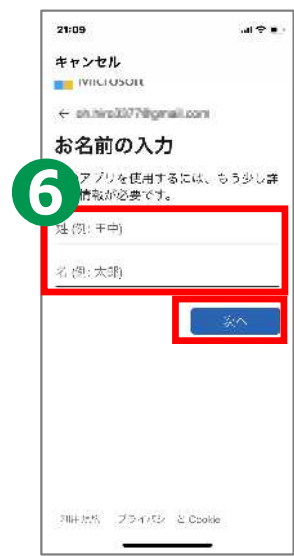 21:09
キャンセル
Microsoft
←
お名前の入力
アプリを使用するには、もう少し詳
情報が必要です。
6
姓 (例: 田中)
名 (例: 太郎)
次へ
利用規約 プライバシー と Cookie